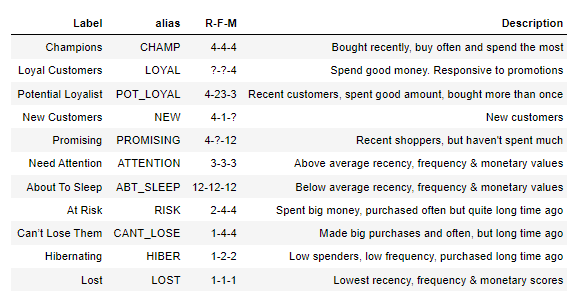 Label alias R-F-M Description
Champions CHAMP 4-4-4 Bought recently, buy often and spend the most
Loyal Customers LOYAL ?-?-4 Spend good money. Responsive to promotions
Potential Loyalist POT_LOYAL 4-23-3 Recent customers, spent good amount, bought more than once
New Customers NEW 4-1-? New customers
Promising PROMISING 4-?-12 Recent shoppers, but haven't spent much
Need Attention ATTENTION 3-3-3 Above average recency, frequency & monetary values
About To Sleep ABT_SLEEP 12-12-12 Below average recency, frequency & monetary values
At Risk RISK 2-4-4 Spent big money, purchased often but quite long time ago
Can't Lose Them CANT_LOSE 1-4-4 Made big purchases and often, but long time ago
Hibernating HIBER 1-2-2 Low spenders, low frequency, purchased long time ago
Lost LOST 1-1-1 Lowest recency, frequency & monetary scores